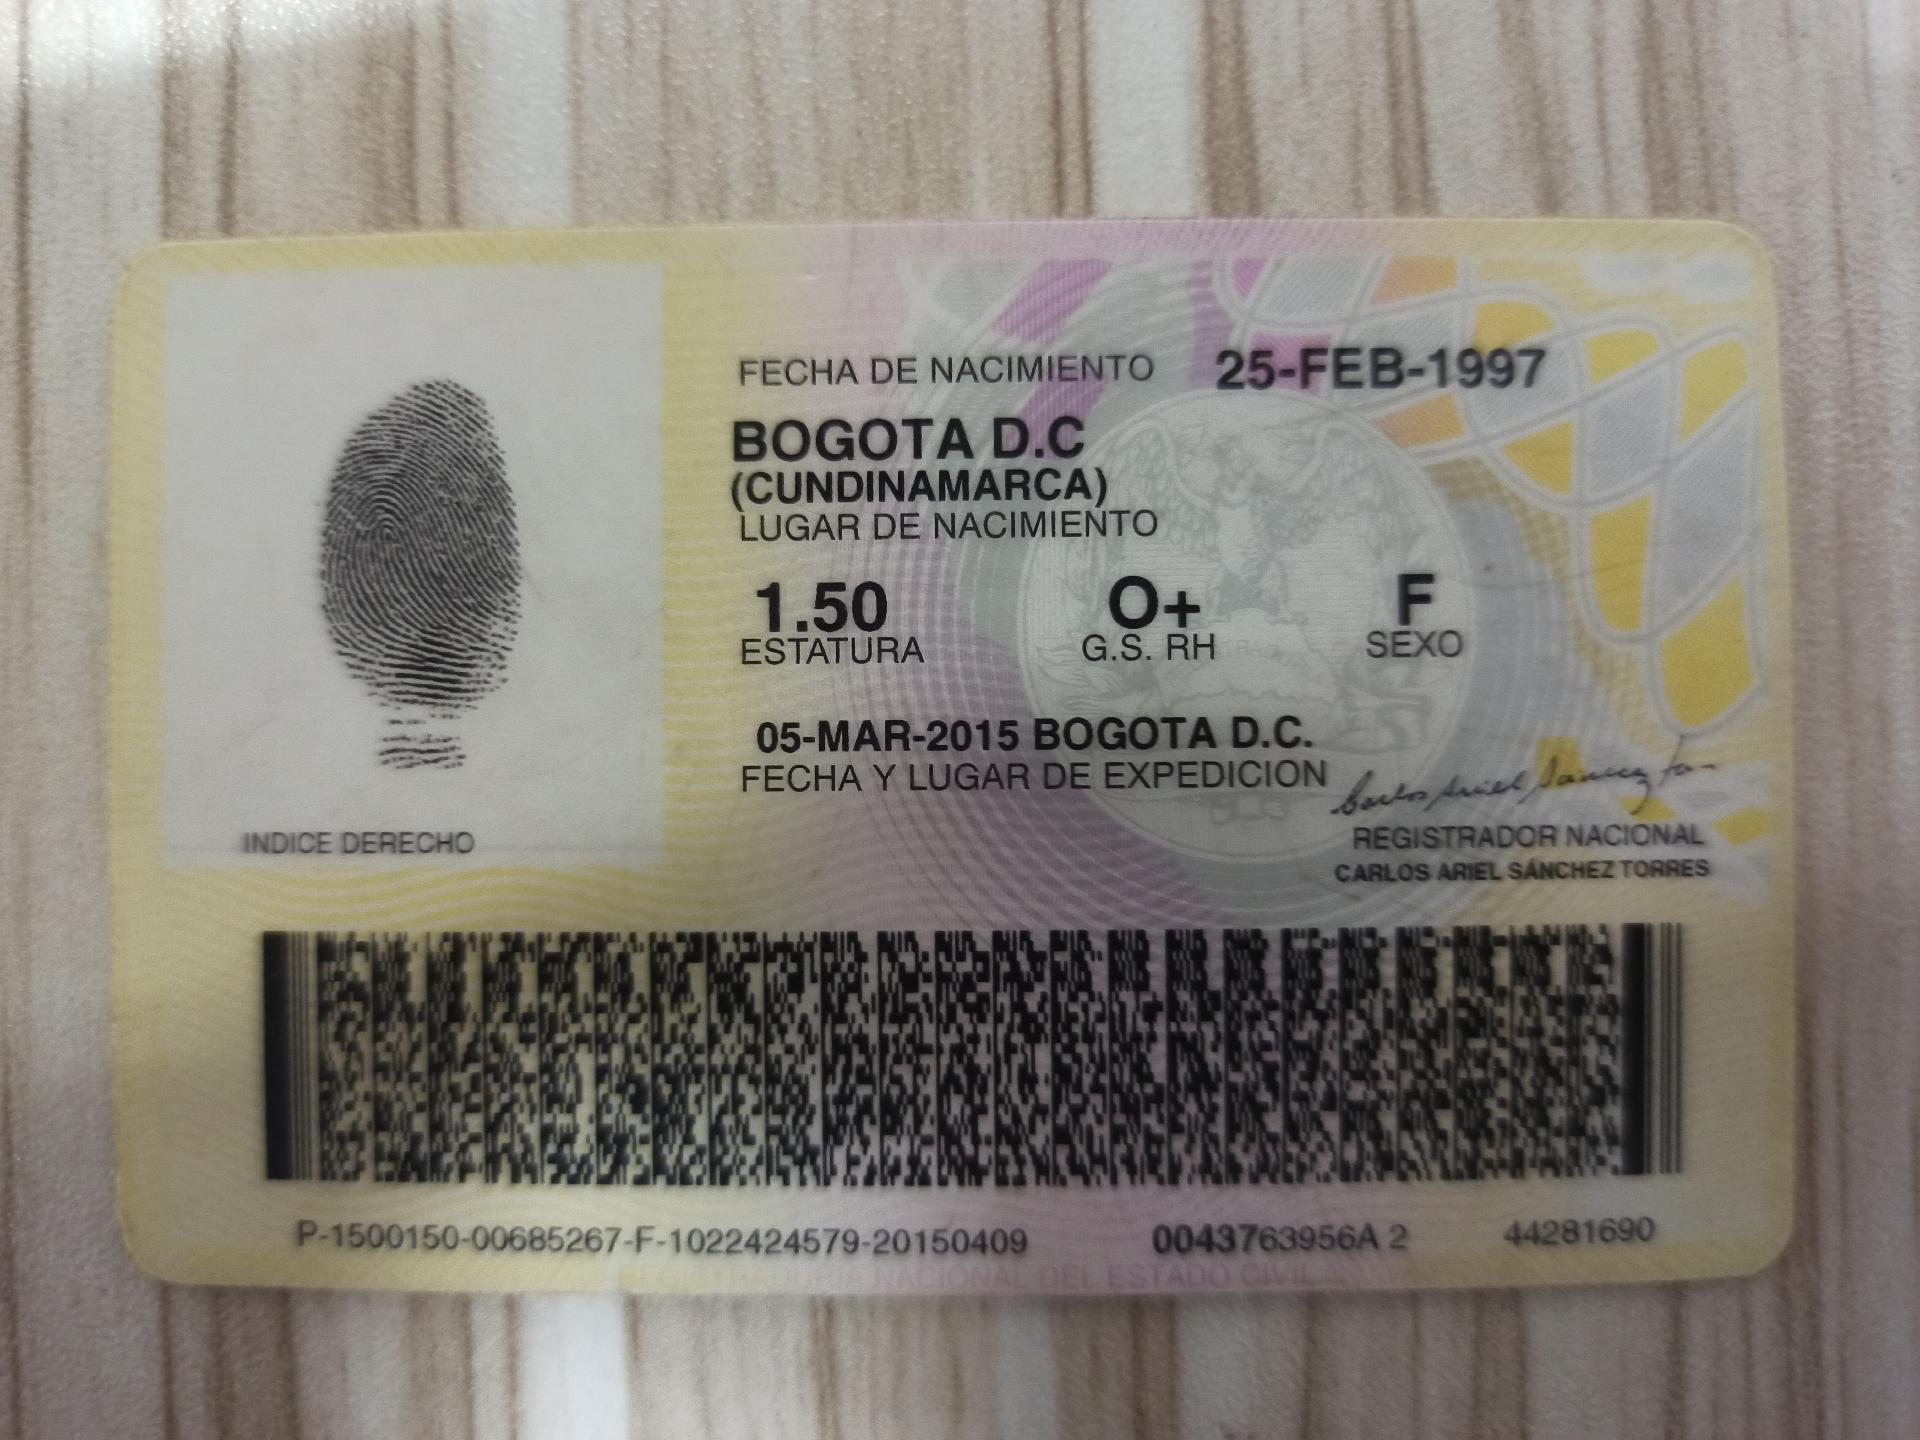 FECHA DE NACIMIENTO 25-FEB-1997
BOGOTA D.C
(CUNDINAMARCA)
LUGAR DE NACIMIENTO
1.50 O+ F
ESTATURA G.S. RH SEXO
05-MAR-2015 BOGOTA D.C.
FECHA Y LUGAR DE EXPEDICION
Carlos Ariel Sánchez To
INDICE DERECHO
REGISTRADOR NACIONAL
CARLOS ARIEL SÁNCHEZ TORRES
P-1500150-00685267-F-1022424579-20150409 0043763956A 2 44281690
REGISTRADURIA NACIONAL DEL ESTADO CIVIL